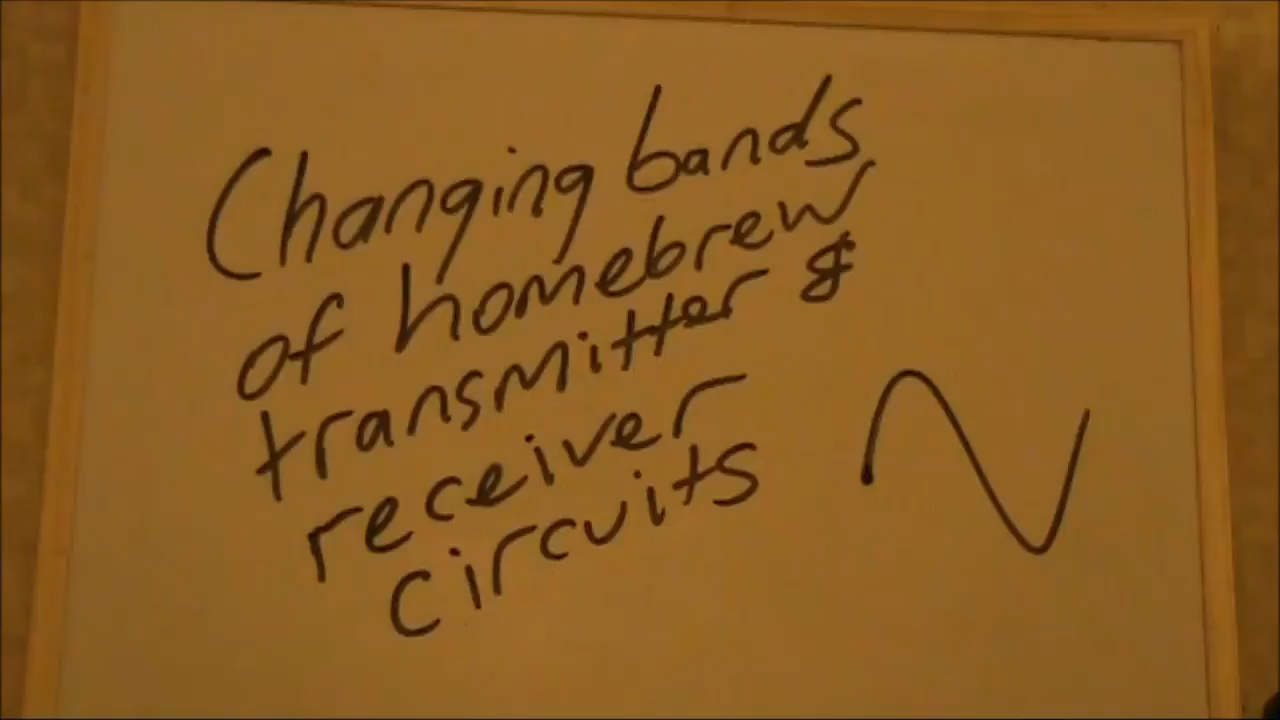 Changing bands
of homebrew
transmitter &
receiver
circuits